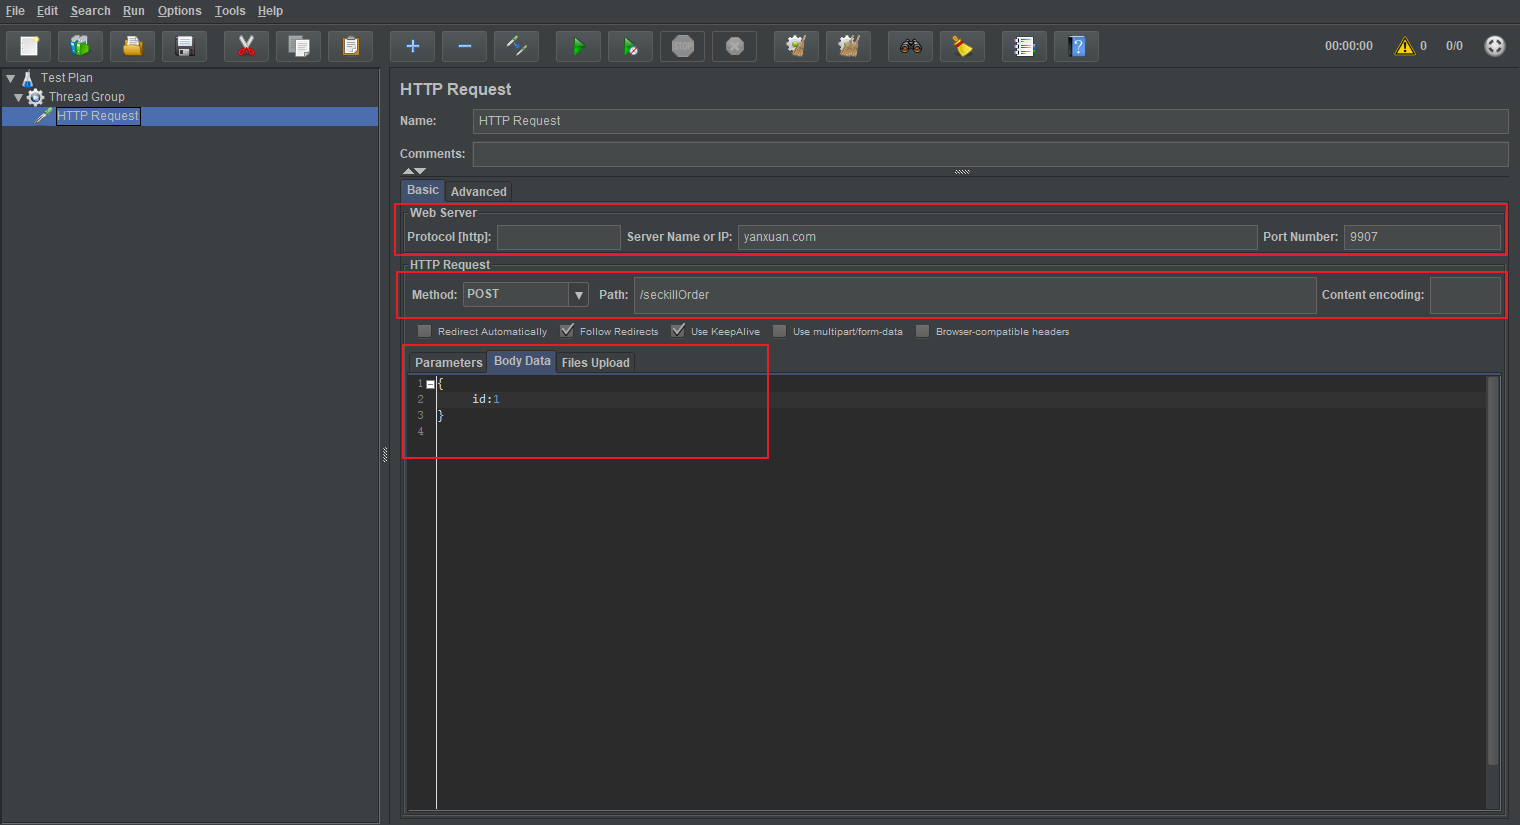 File Edit Search Run Options Tools Help
STOP
00:00:00 0 0/0
Test Plan
Thread Group
HTTP Request
HTTP Request
Name: HTTP Request
Comments:
Basic Advanced
Web Server
Protocol [http]: Server Name or IP: yanxuan.com Port Number: 9907
HTTP Request
Method: POST Path: /seckillOrder Content encoding:
Redirect Automatically Follow Redirects Use KeepAlive Use multipart/form-data Browser-compatible headers
Parameters Body Data Files Upload
1 {
2 id:1
3 }
4